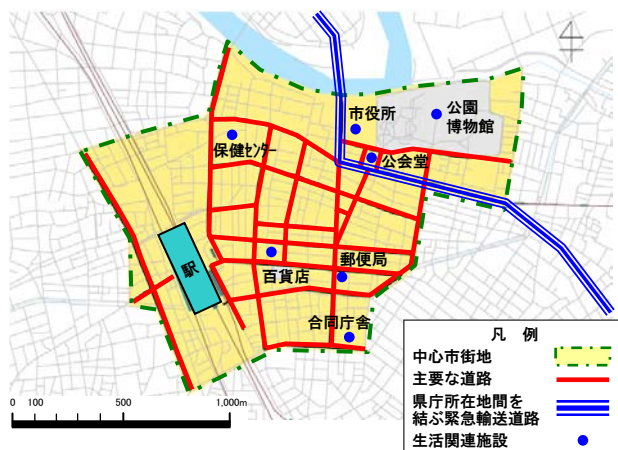 市役所
公園
博物館
保健センター
公会堂
駅
百貨店
郵便局
合同庁舎
凡 例
中心市街地
主要な道路
県庁所在地間を
結ぶ緊急輸送道路
生活関連施設
0 100 500 1,000m